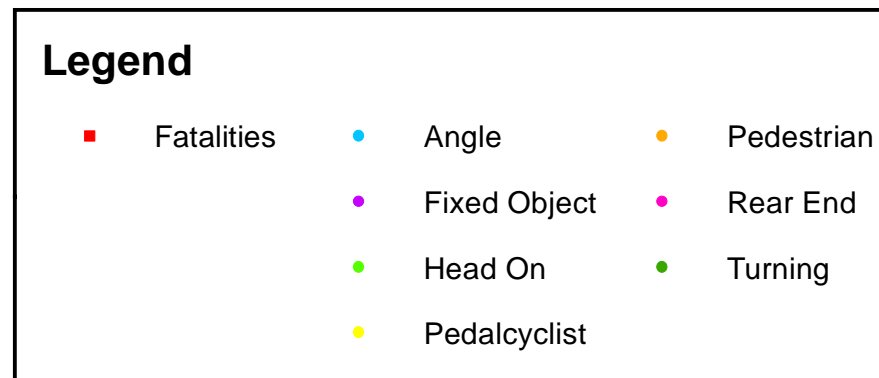 Legend
Fatalities Angle Pedestrian
Fixed Object Rear End
Head On Turning
Pedalcyclist